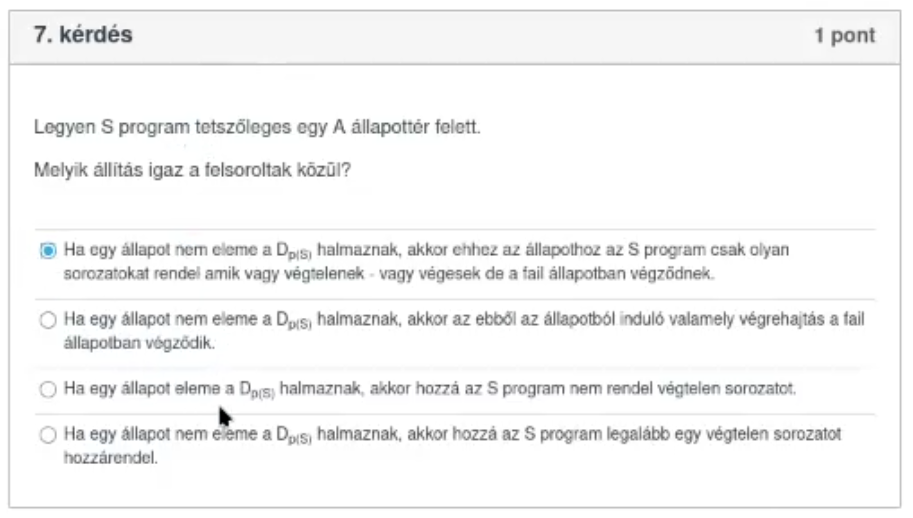 7. kérdés 1 pont
Legyen S program tetszőleges egy A állapottér felett.
Melyik állítás igaz a felsoroltak közül?
Ha egy állapot nem eleme a Dp(S) halmaznak, akkor ehhez az állapothoz az S program csak olyan
sorozatokat rendel amik vagy végtelenek - vagy végesek de a fail állapotban végződnek.
Ha egy állapot nem eleme a Dp(S) halmaznak, akkor az ebből az állapotból induló valamely végrehajtás a fail
állapotban végződik.
Ha egy állapot eleme a Dp(S) halmaznak, akkor hozzá az S program nem rendel végtelen sorozatot.
Ha egy állapot nem eleme a Dp(S) halmaznak, akkor hozzá az S program legalább egy végtelen sorozatot
hozzárendel.